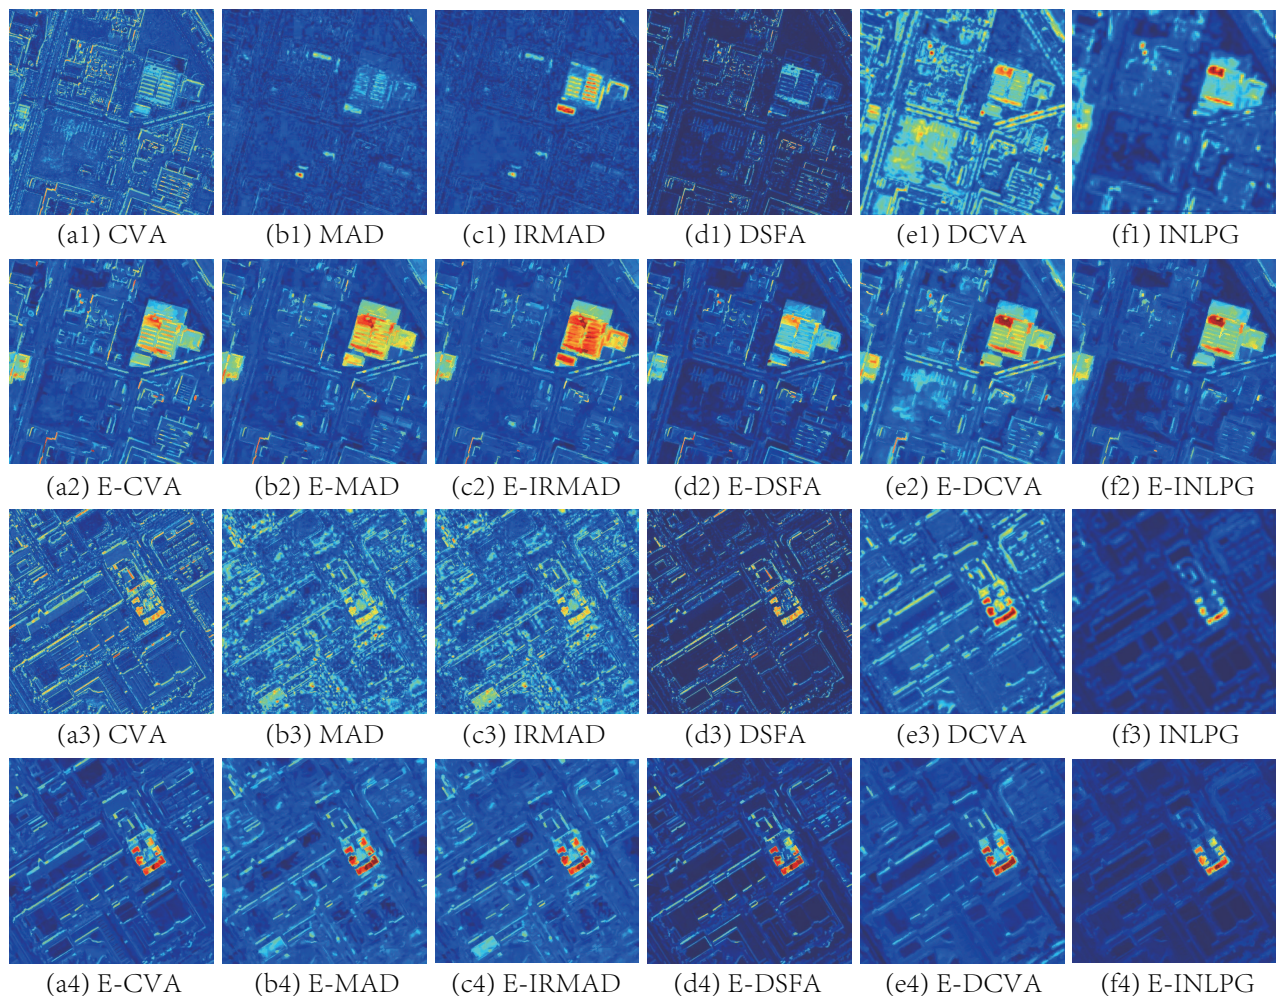 (a1) CVA (b1) MAD (c1) IRMAD (d1) DSFA (e1) DCVA (f1) INLPG
(a2) E-CVA (b2) E-MAD (c2) E-IRMAD (d2) E-DSFA (e2) E-DCVA (f2) E-INLPG
(a3) CVA (b3) MAD (c3) IRMAD (d3) DSFA (e3) DCVA (f3) INLPG
(a4) E-CVA (b4) E-MAD (c4) E-IRMAD (d4) E-DSFA (e4) E-DCVA (f4) E-INLPG